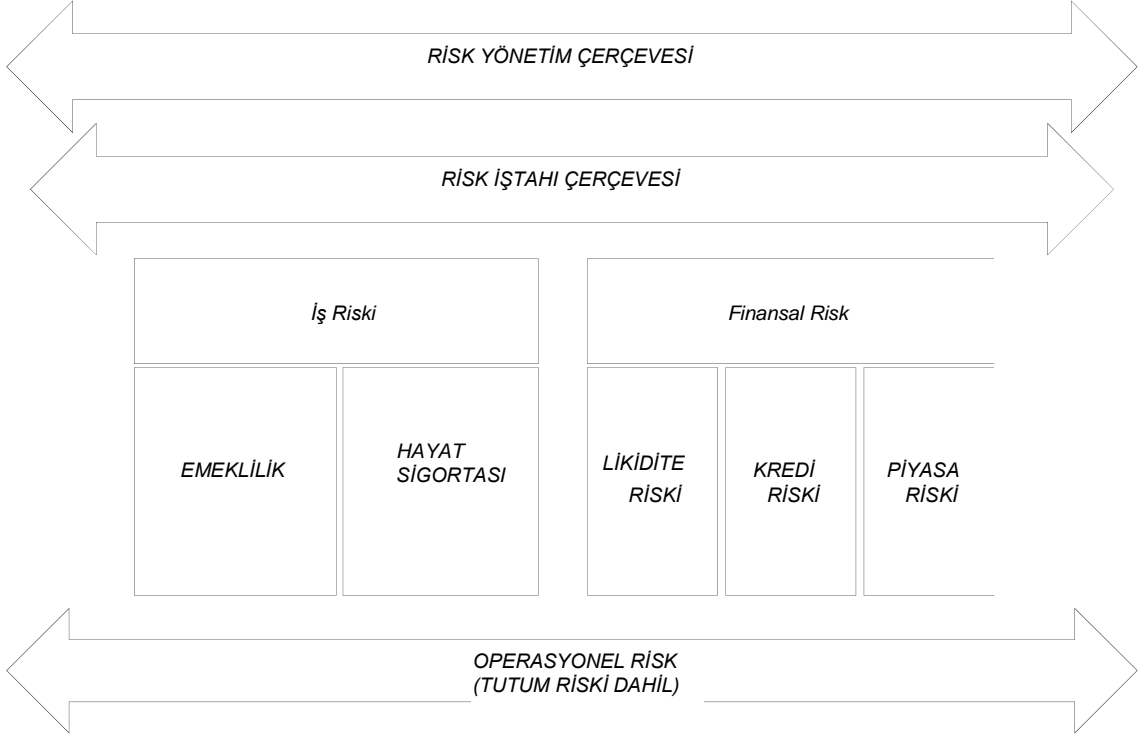 RİSK YÖNETİM ÇERÇEVESİ
RİSK İŞTAHI ÇERÇEVESİ
İş Riski
Finansal Risk
EMEKLİLİK
HAYAT
SİGORTASI
LİKİDİTE
RİSKİ
KREDİ
RİSKİ
PİYASA
RİSKİ
OPERASYONEL RİSK
(TUTUM RİSKİ DAHİL)